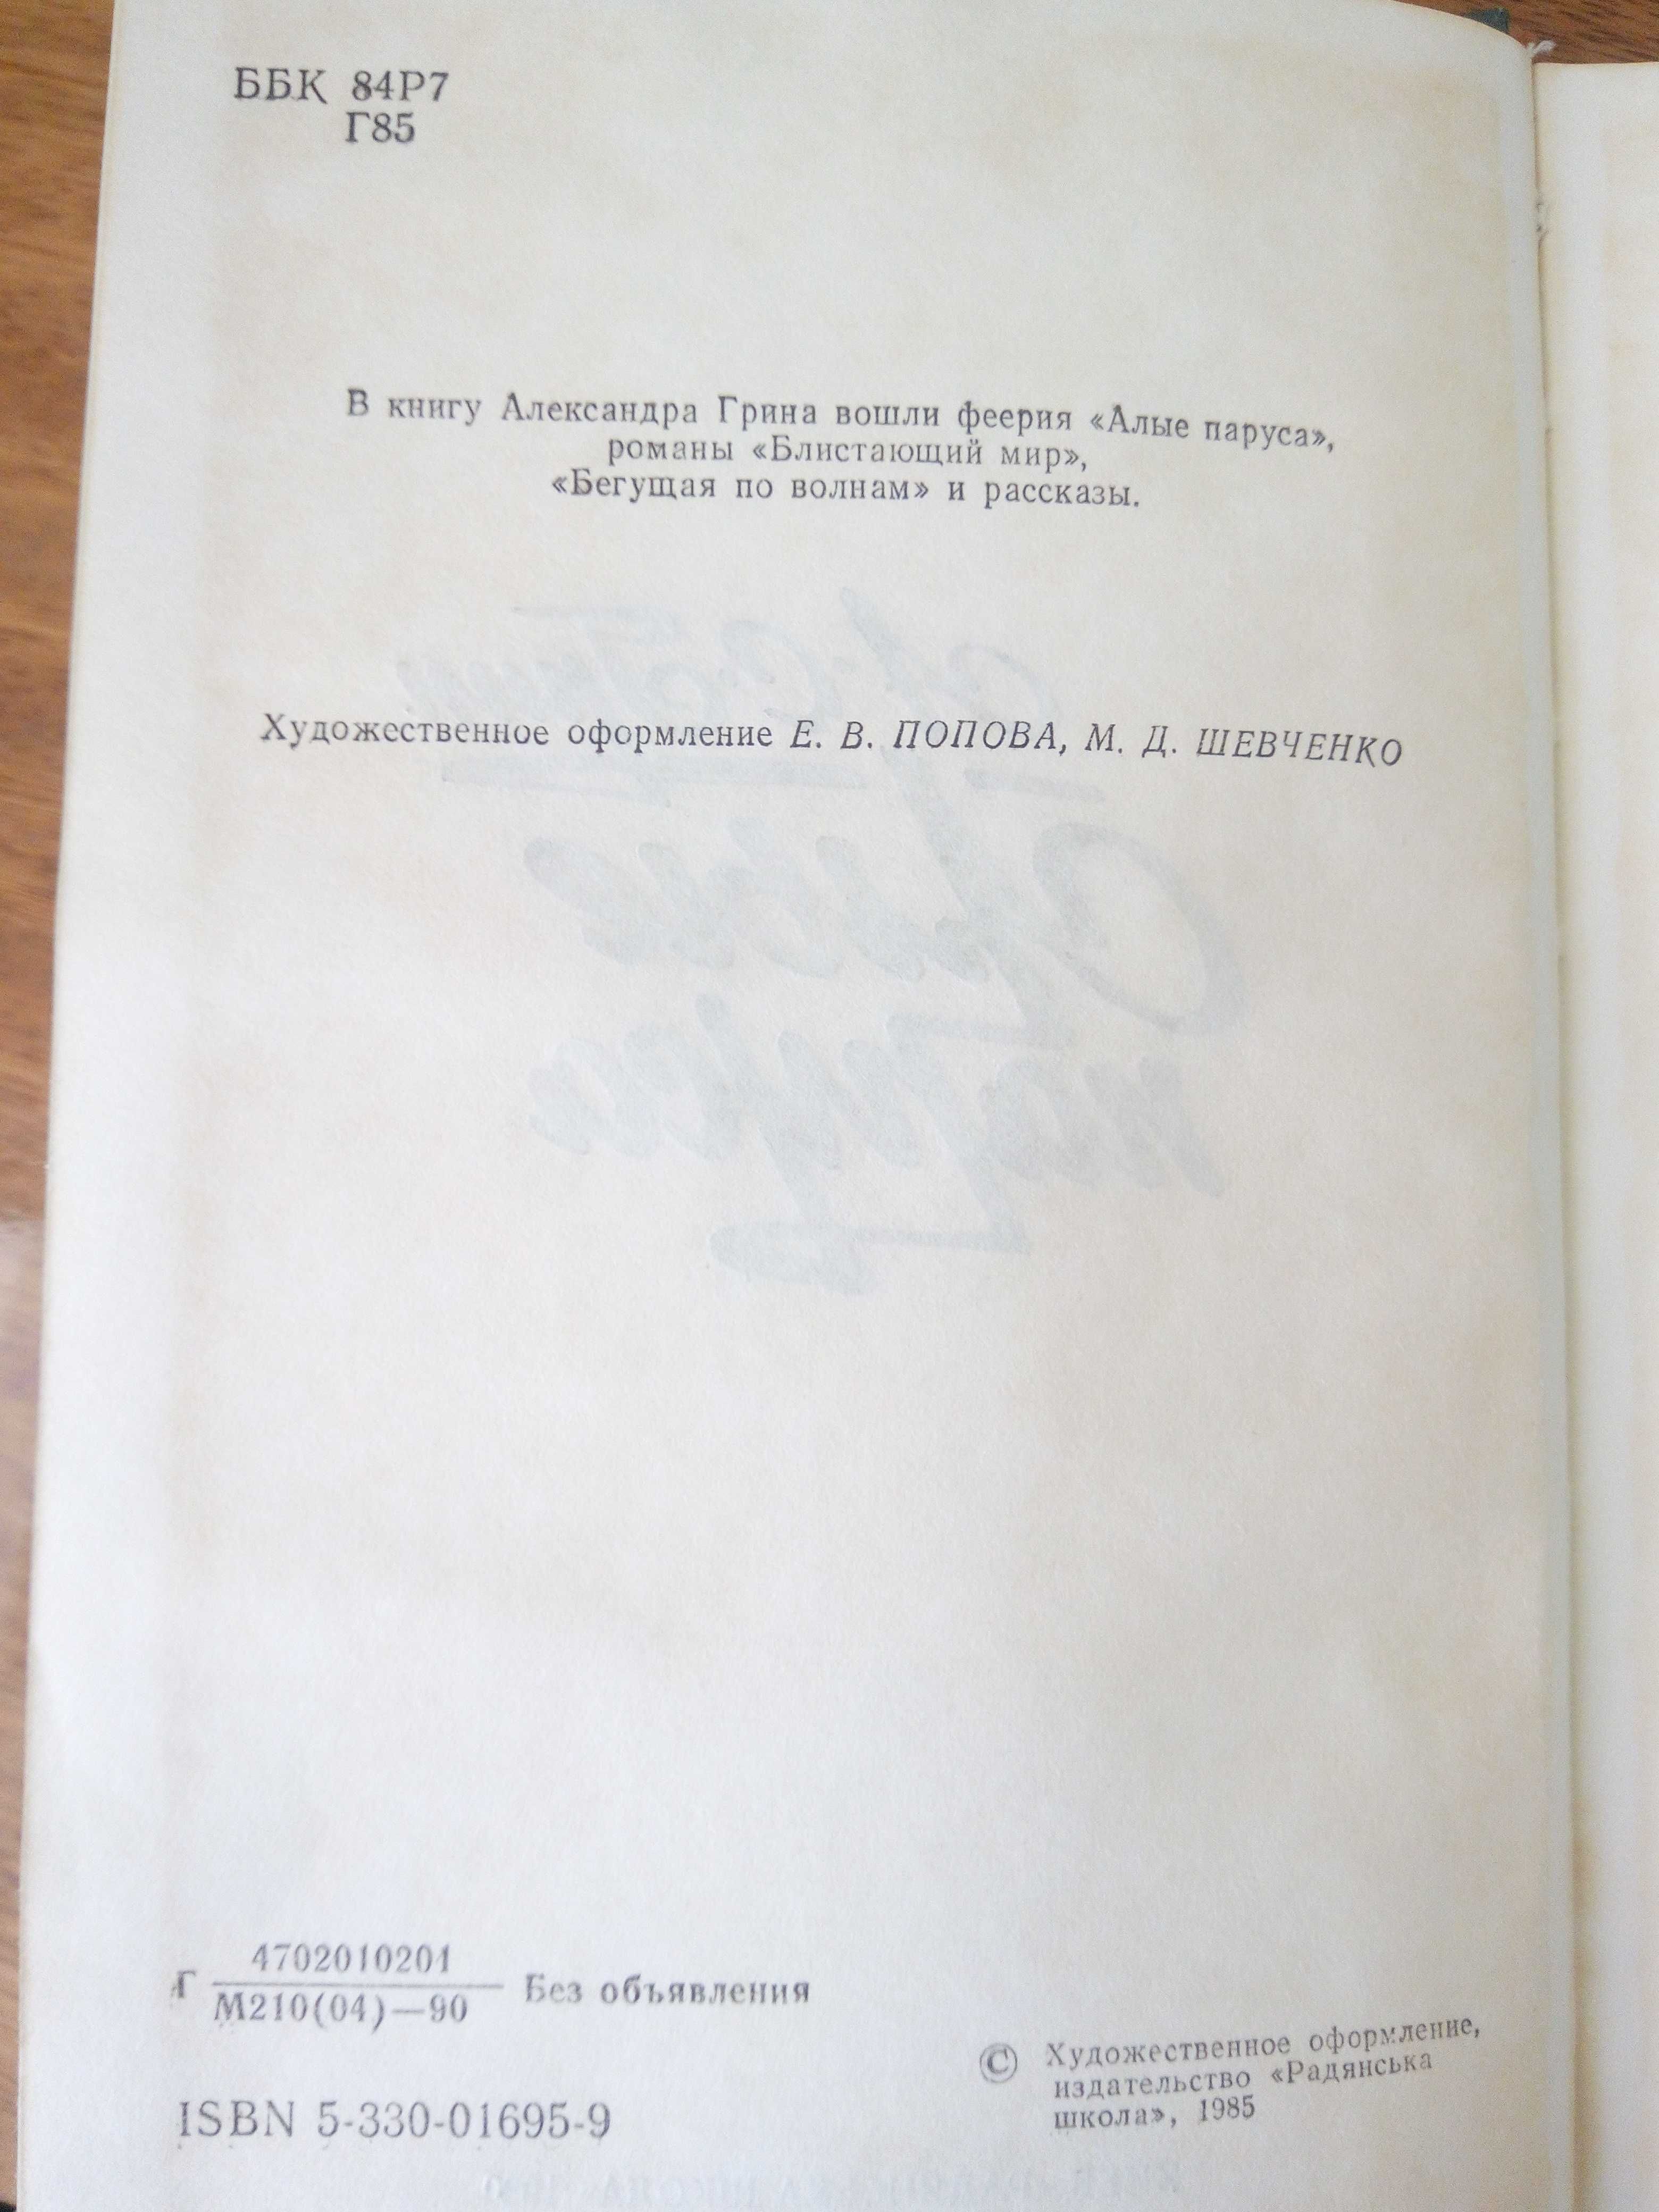 ББК 84Р7
Г85
В книгу Александра Грина вошли феерия «Алые паруса»,
романы «Блистающий мир»,
«Бегущая по волнам» и рассказы.
Художественное оформление Е. В. ПОПОВА, М. Д. ШЕВЧЕНКО
4702010201
Г Без объявления
М210(04)—90
© Художественное оформление,
издательство «Радянська
школа», 1985
ISBN 5-330-01695-9